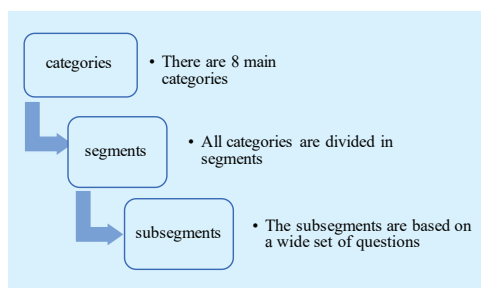 categories
• There are 8 main
categories
segments
• All categories are divided in
segments
subsegments
• The subsegments are based on
a wide set of questions